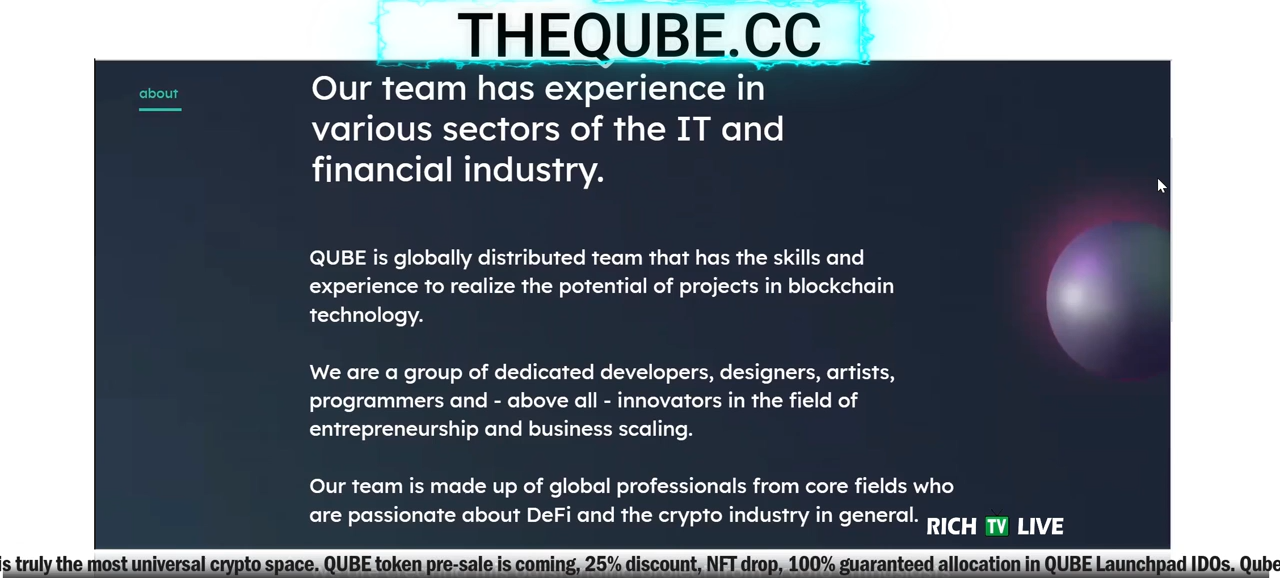 THEQUBE.CC
about
Our team has experience in
various sectors of the IT and
financial industry.
QUBE is globally distributed team that has the skills and
experience to realize the potential of projects in blockchain
technology.
We are a group of dedicated developers, designers, artists,
programmers and - above all - innovators in the field of
entrepreneurship and business scaling.
Our team is made up of global professionals from core fields who
are passionate about DeFi and the crypto industry in general.
RICH TV LIVE
is truly the most universal crypto space. QUBE token pre-sale is coming, 25% discount, NFT drop, 100% guaranteed allocation in QUBE Launchpad IDOs. Qube